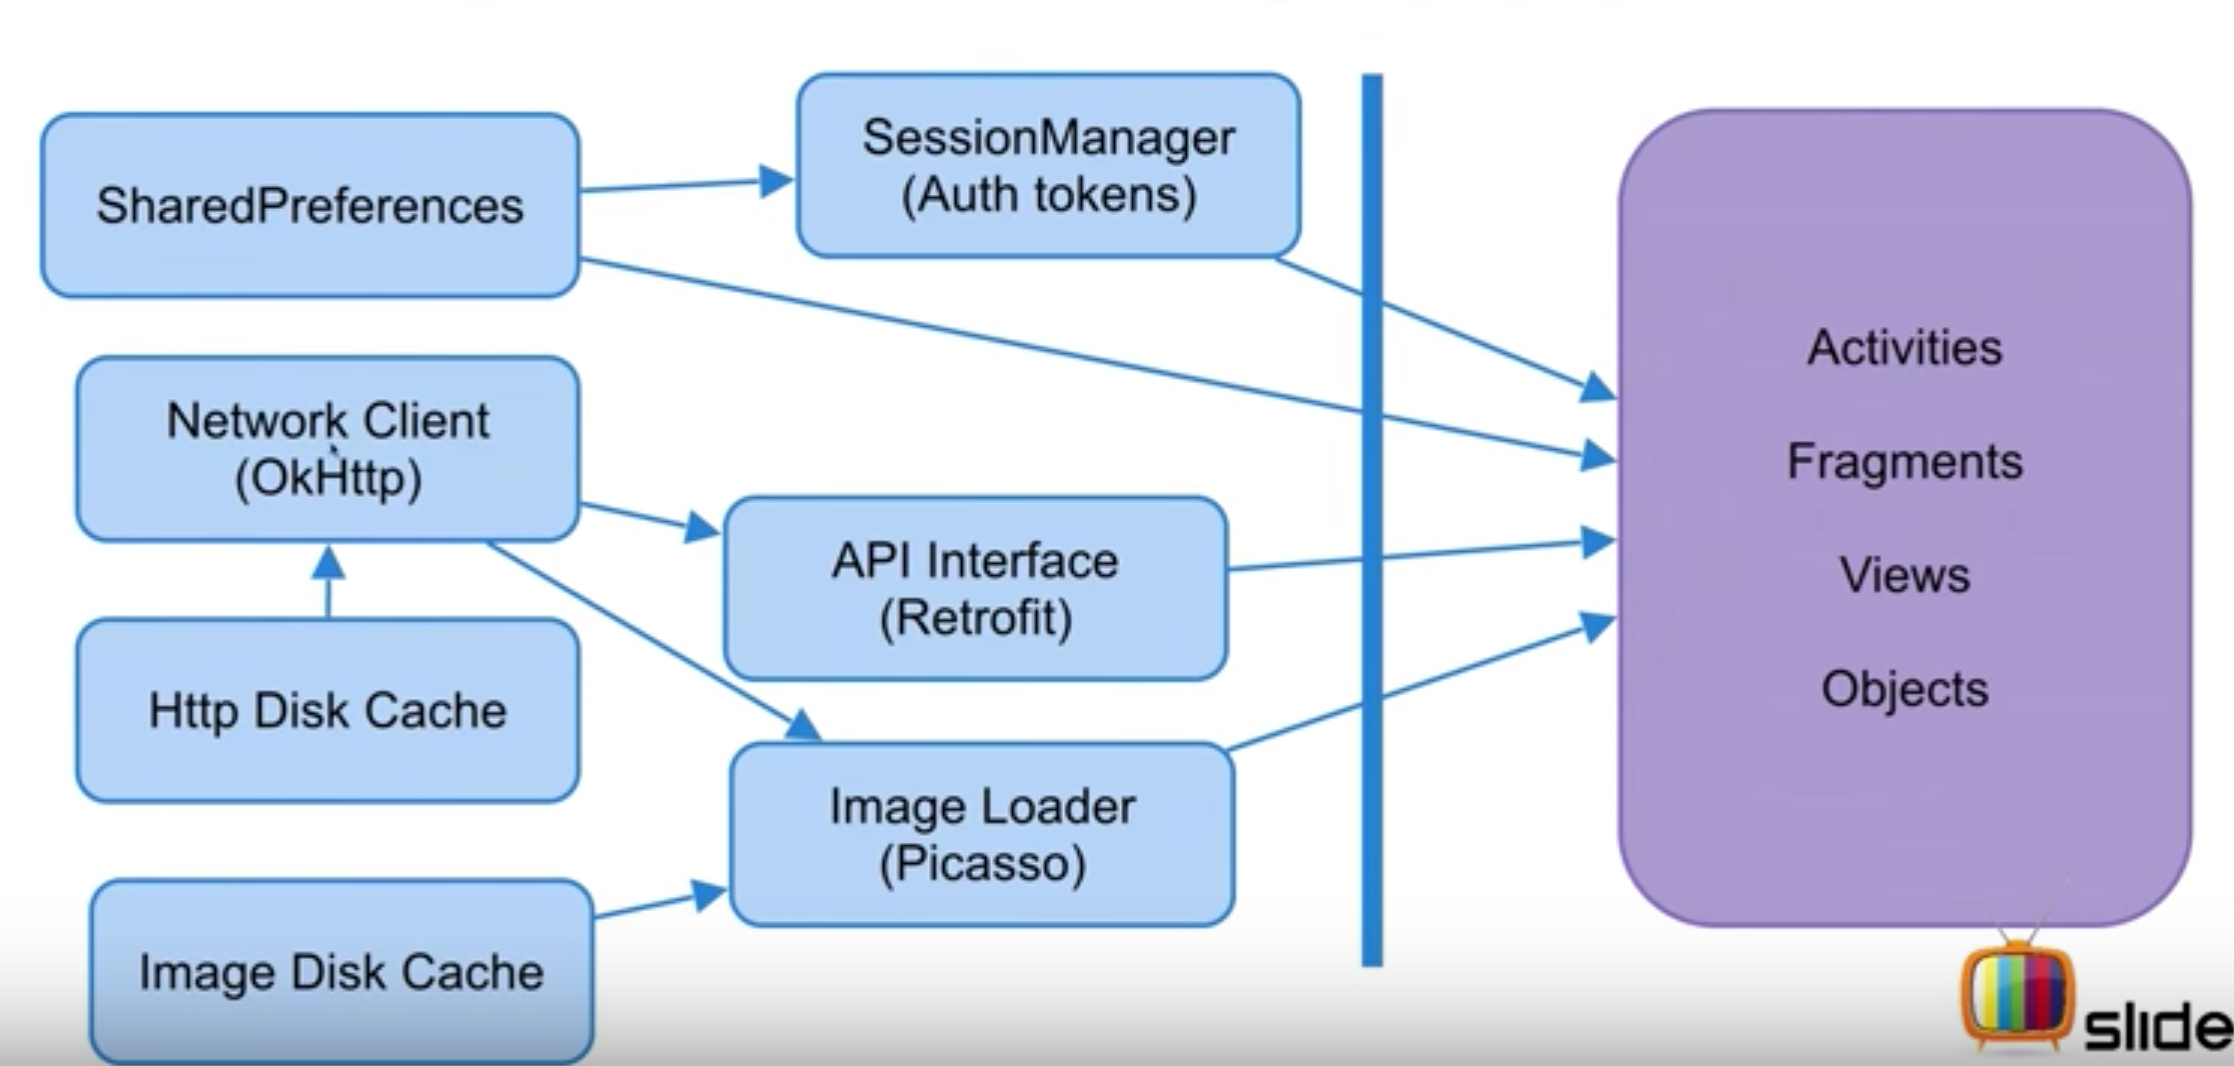 SharedPreferences
SessionManager
(Auth tokens)
Network Client
(OkHttp)
API Interface
(Retrofit)
Http Disk Cache
Image Loader
(Picasso)
Image Disk Cache
Activities
Fragments
Views
Objects
slide